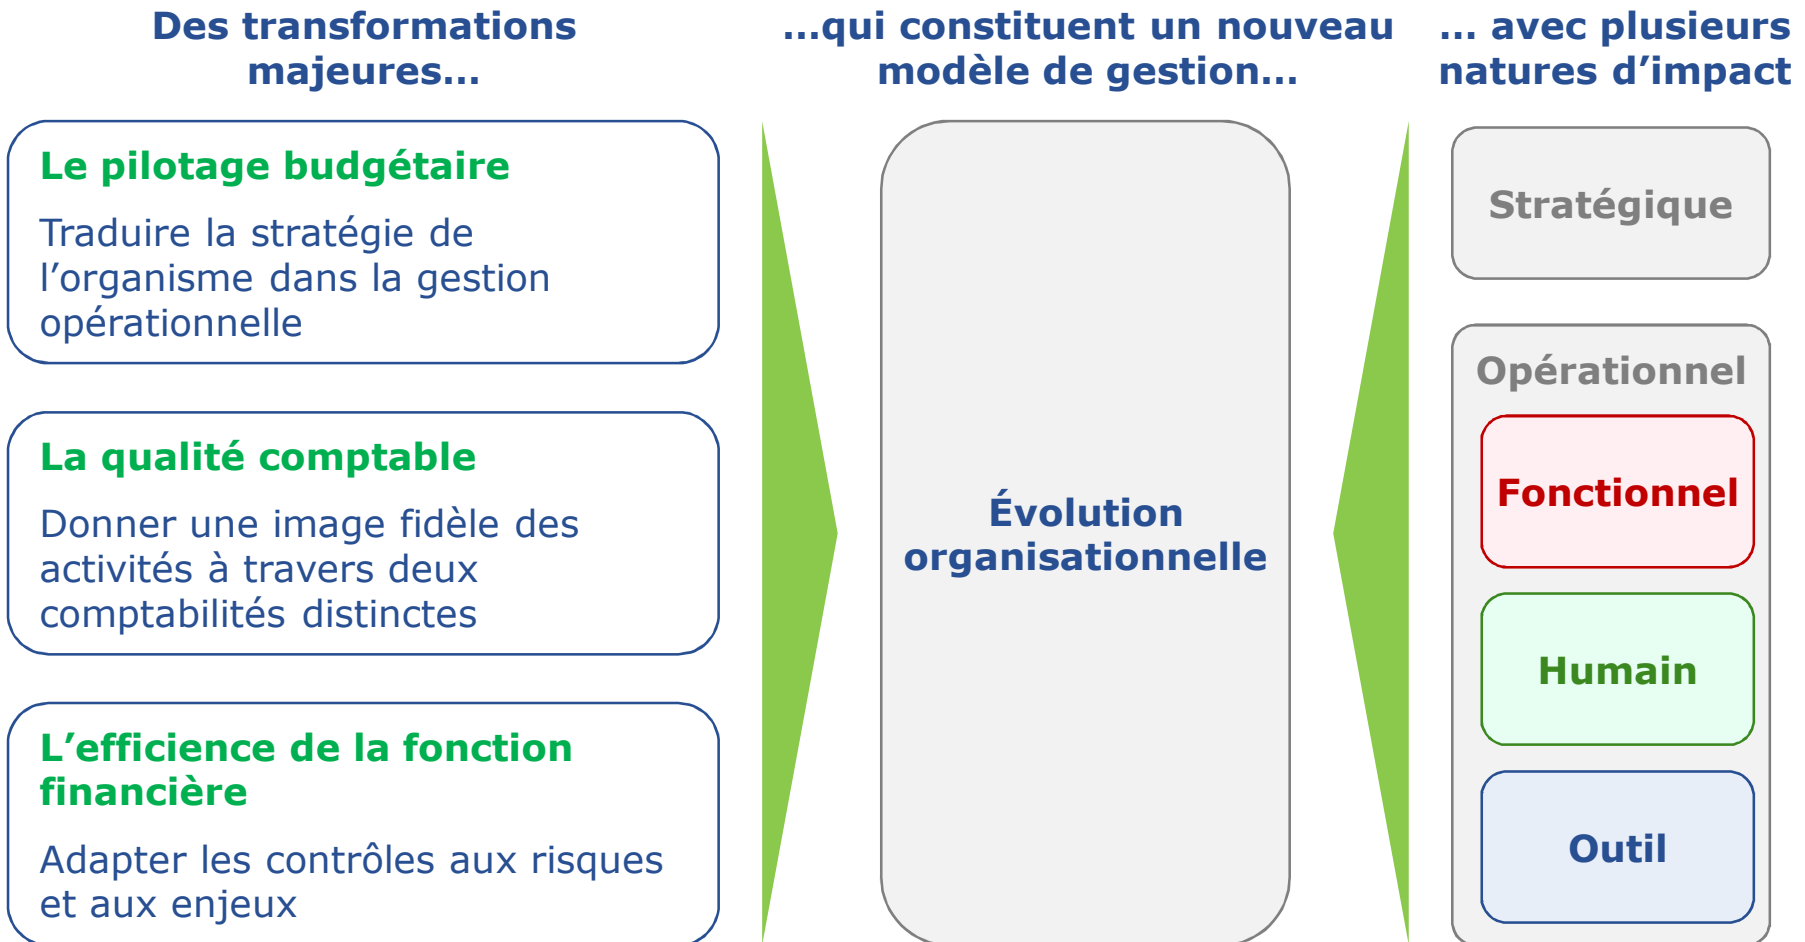 Des transformations
majeures…
Le pilotage budgétaire
Traduire la stratégie de
l’organisme dans la gestion
opérationnelle
La qualité comptable
Donner une image fidèle des
activités à travers deux
comptabilités distinctes
L’efficience de la fonction
financière
Adapter les contrôles aux risques
et aux enjeux
…qui constituent un nouveau
modèle de gestion…
Évolution
organisationnelle
… avec plusieurs
natures d’impact
Stratégique
Opérationnel
Fonctionnel
Humain
Outil